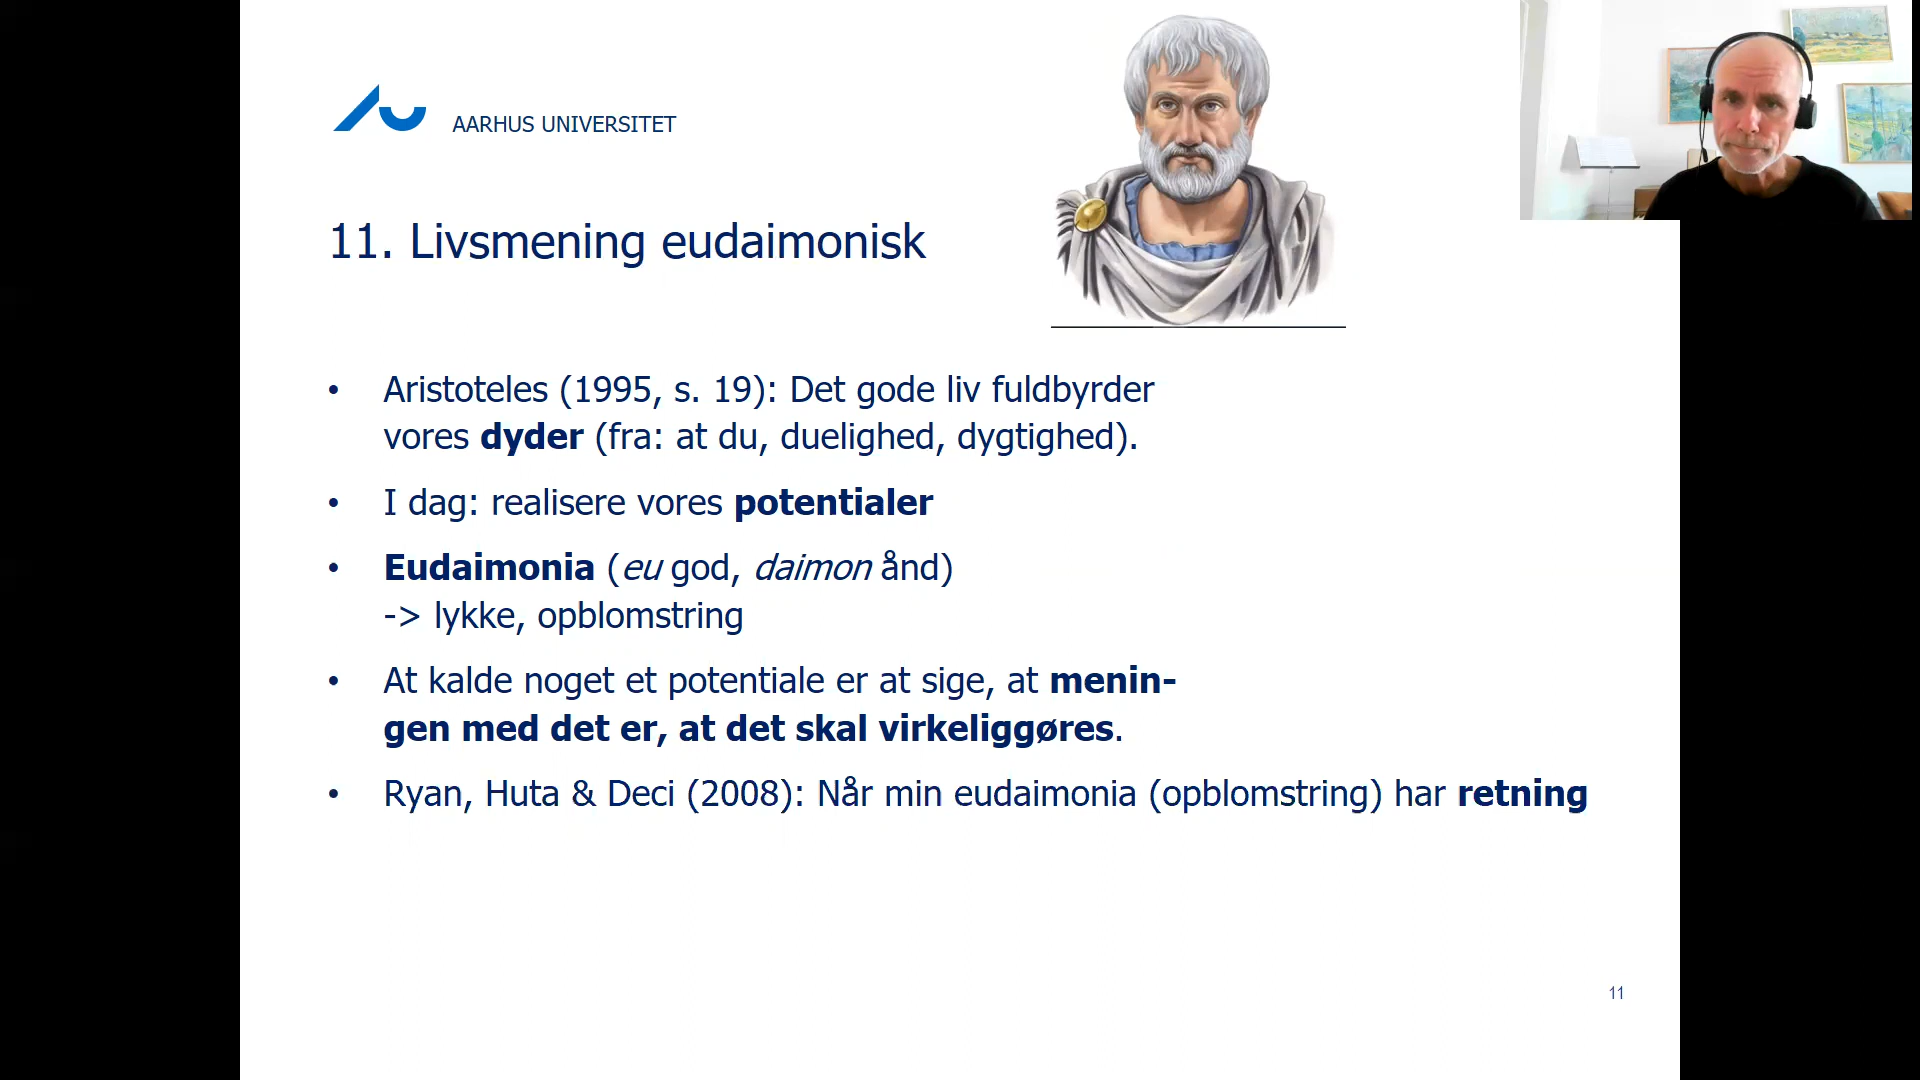 AARHUS UNIVERSITET
11. Livsmening eudaimonisk
• Aristoteles (1995, s. 19): Det gode liv fuldbyrder
vores dyder (fra: at du, duelighed, dygtighed).
• I dag: realisere vores potentialer
• Eudaimonia (eu god, daimon ånd)
-> lykke, opblomstring
• At kalde noget et potentiale er at sige, at menin-
gen med det er, at det skal virkeliggøres.
• Ryan, Huta & Deci (2008): Når min eudaimonia (opblomstring) har retning
11